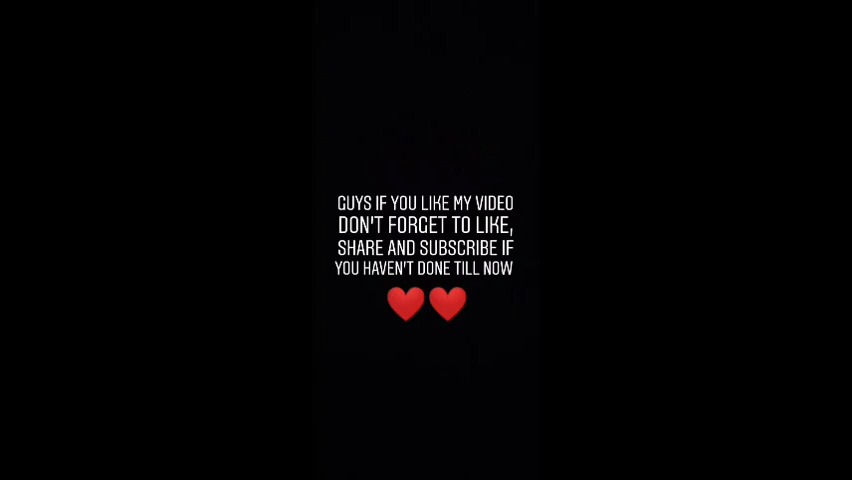 GUYS IF YOU LIKE MY VIDEO
DON'T FORGET TO LIKE,
SHARE AND SUBSCRIBE IF
YOU HAVEN'T DONE TILL NOW
❤️❤️